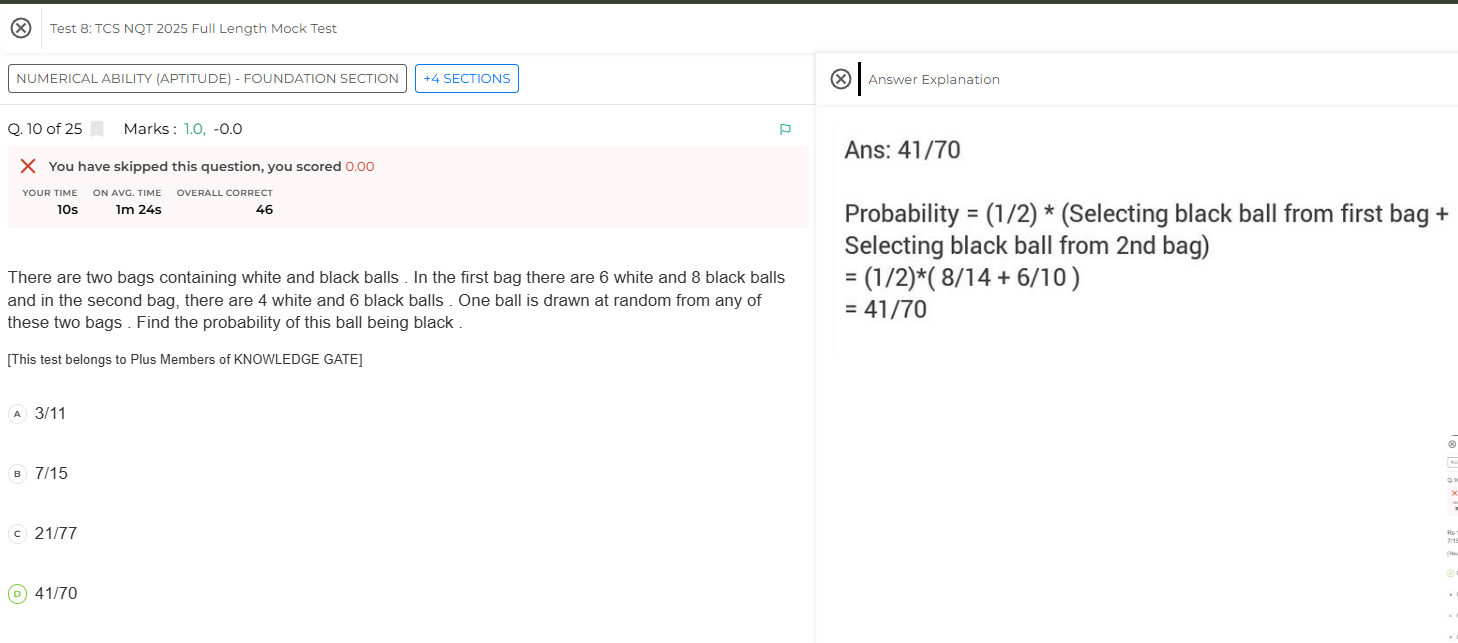 Test 8: TCS NQT 2025 Full Length Mock Test
NUMERICAL ABILITY (APTITUDE) - FOUNDATION SECTION
+4 SECTIONS
Q. 10 of 25 Marks : 1.0, -0.0
You have skipped this question, you scored 0.00
YOUR TIME ON AVG. TIME OVERALL CORRECT
10s 1m 24s 46
There are two bags containing white and black balls . In the first bag there are 6 white and 8 black balls
and in the second bag, there are 4 white and 6 black balls . One ball is drawn at random from any of
these two bags . Find the probability of this ball being black .
[This test belongs to Plus Members of KNOWLEDGE GATE]
A 3/11
B 7/15
C 21/77
D 41/70
Answer Explanation
Ans: 41/70
Probability = (1/2) * (Selecting black ball from first bag +
Selecting black ball from 2nd bag)
= (1/2)*( 8/14 + 6/10 )
= 41/70